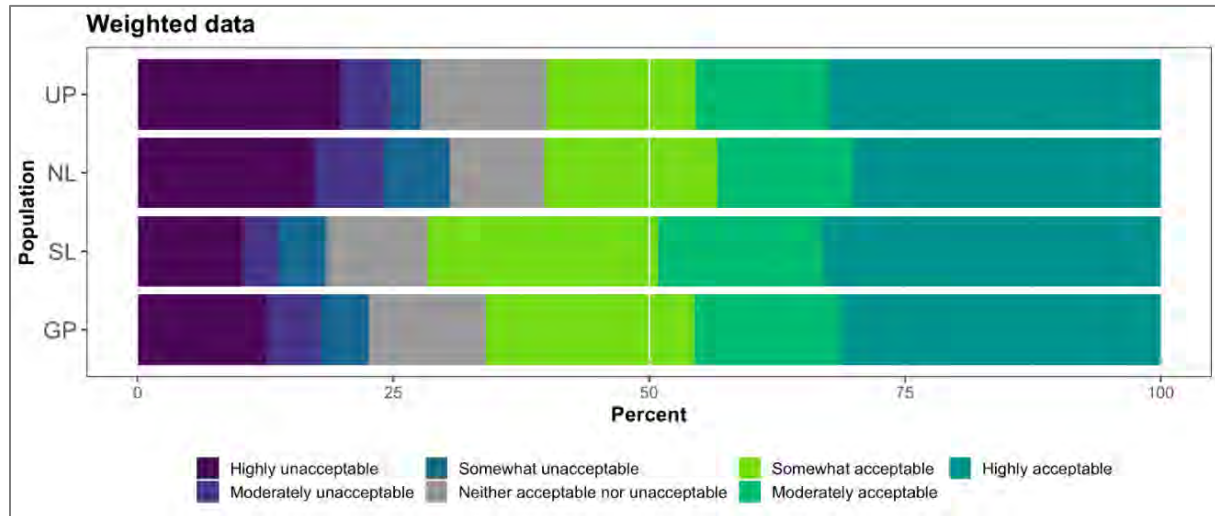 Weighted data
Population
UP
NL
SL
GP
0 25 50 75 100
Percent
Highly unacceptable Somewhat unacceptable Somewhat acceptable Highly acceptable
Moderately unacceptable Neither acceptable nor unacceptable Moderately acceptable